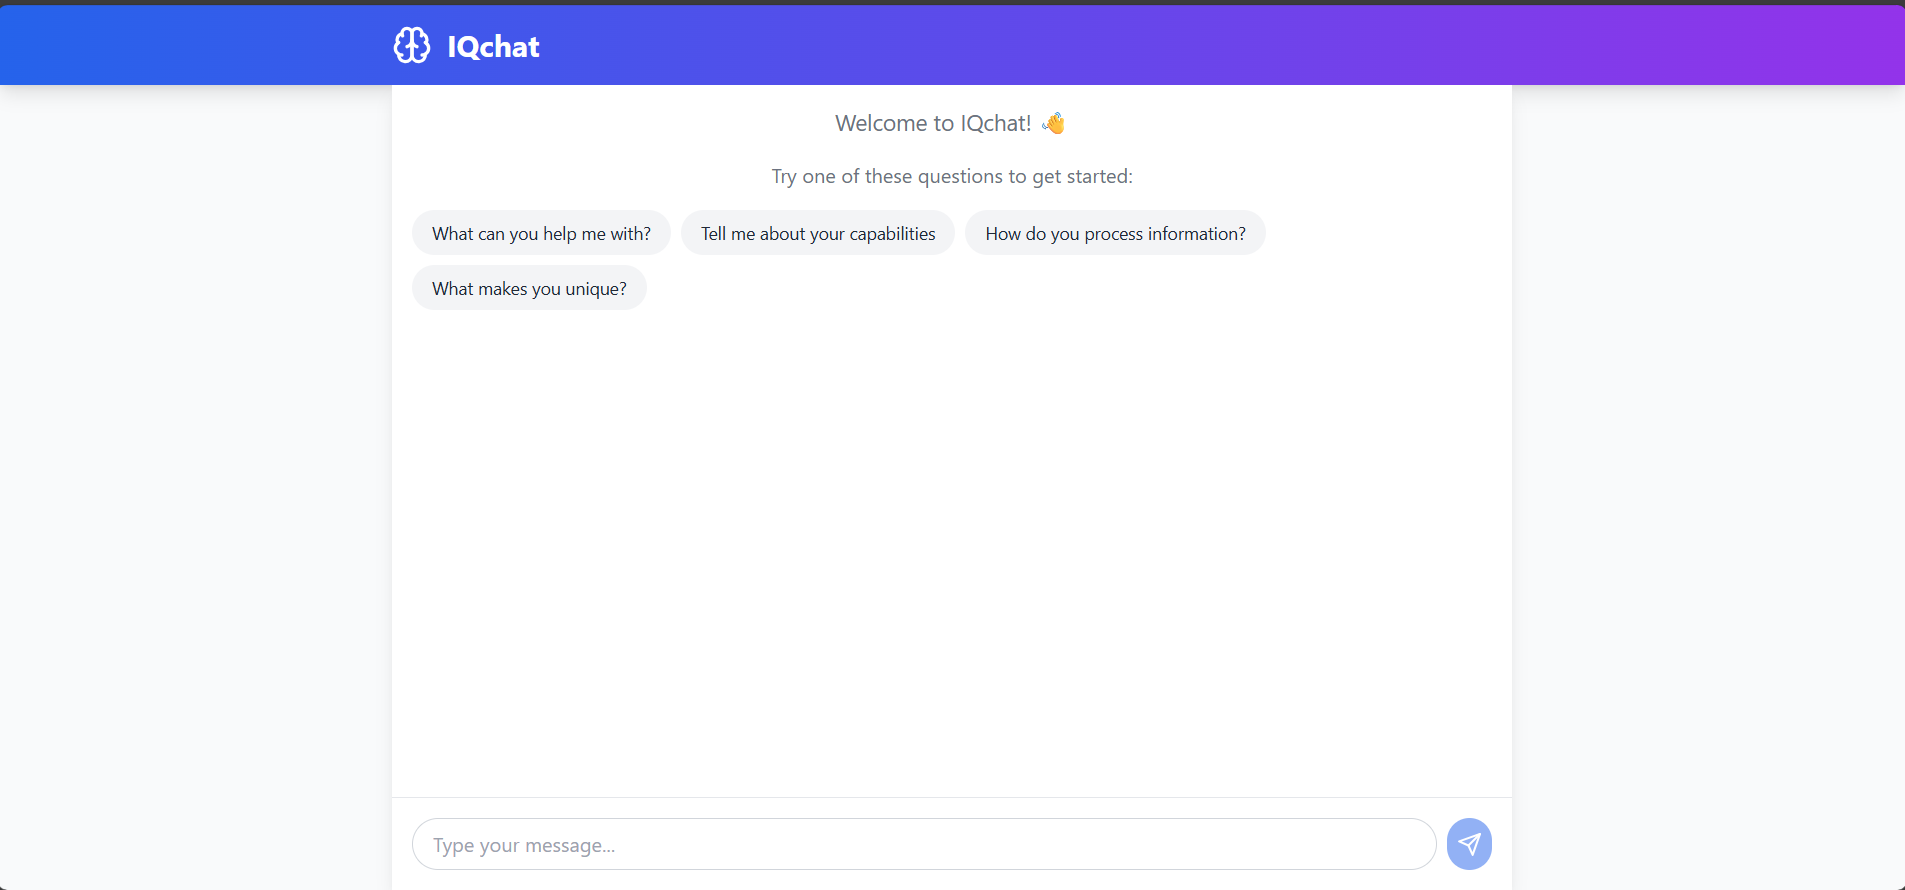 IQchat
Welcome to IQchat! 👋
Try one of these questions to get started:
What can you help me with?
Tell me about your capabilities
How do you process information?
What makes you unique?
Type your message...